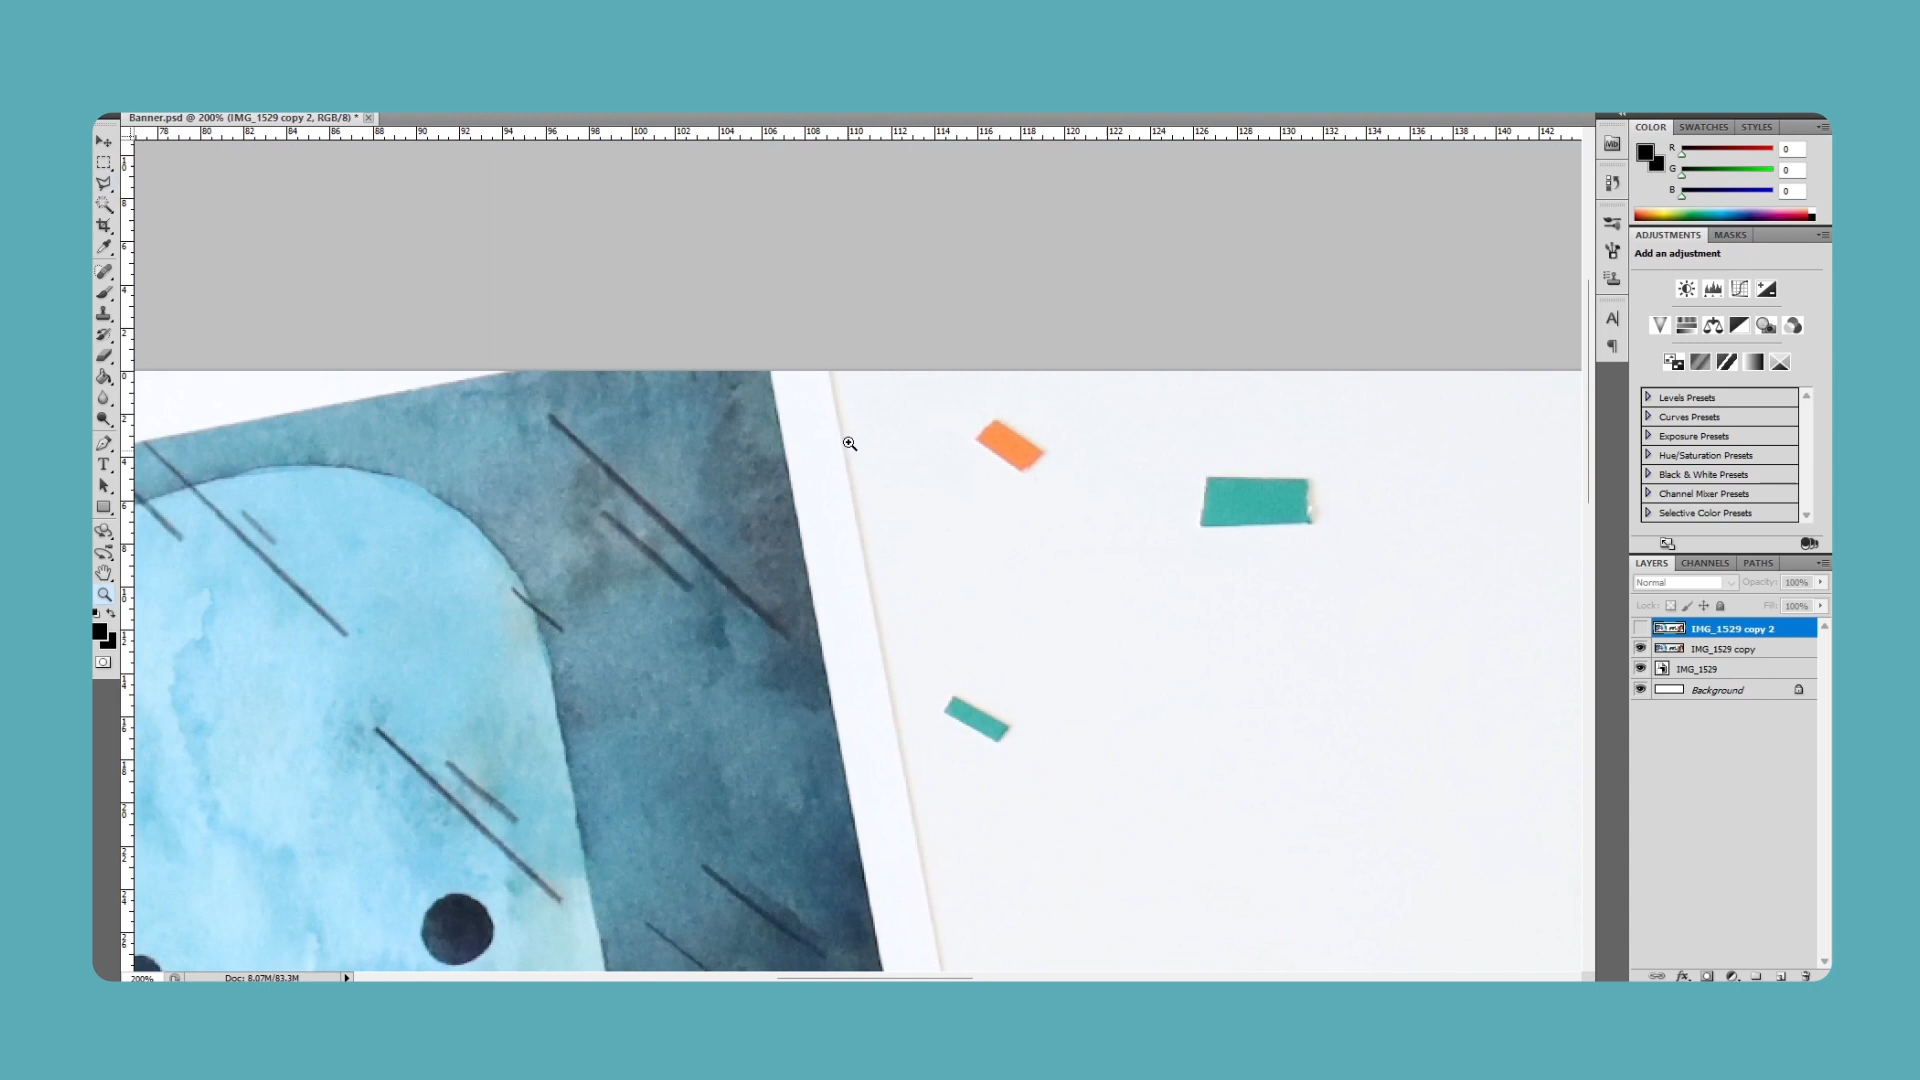 Banner.psd @ 200% (IMG_1529 copy 2, RGB/8) *
78 80 82 84 86 88 90 92 94 96 98 100 102 104 106 108 110 112 114 116 118 120 122 124 126 128 130 132 134 136 138 140 142
COLOR SWATCHES STYLES
R 0
G 0
B 0
ADJUSTMENTS MASKS
Add an adjustment
Levels Presets
Curves Presets
Exposure Presets
Hue/Saturation Presets
Black & White Presets
Channel Mixer Presets
Selective Color Presets
LAYERS CHANNELS PATHS
Normal Opacity: 100%
Lock: Fill: 100%
IMG_1529 copy 2
IMG_1529 copy
IMG_1529
Background
200% Doc: 8.07M/83.3M